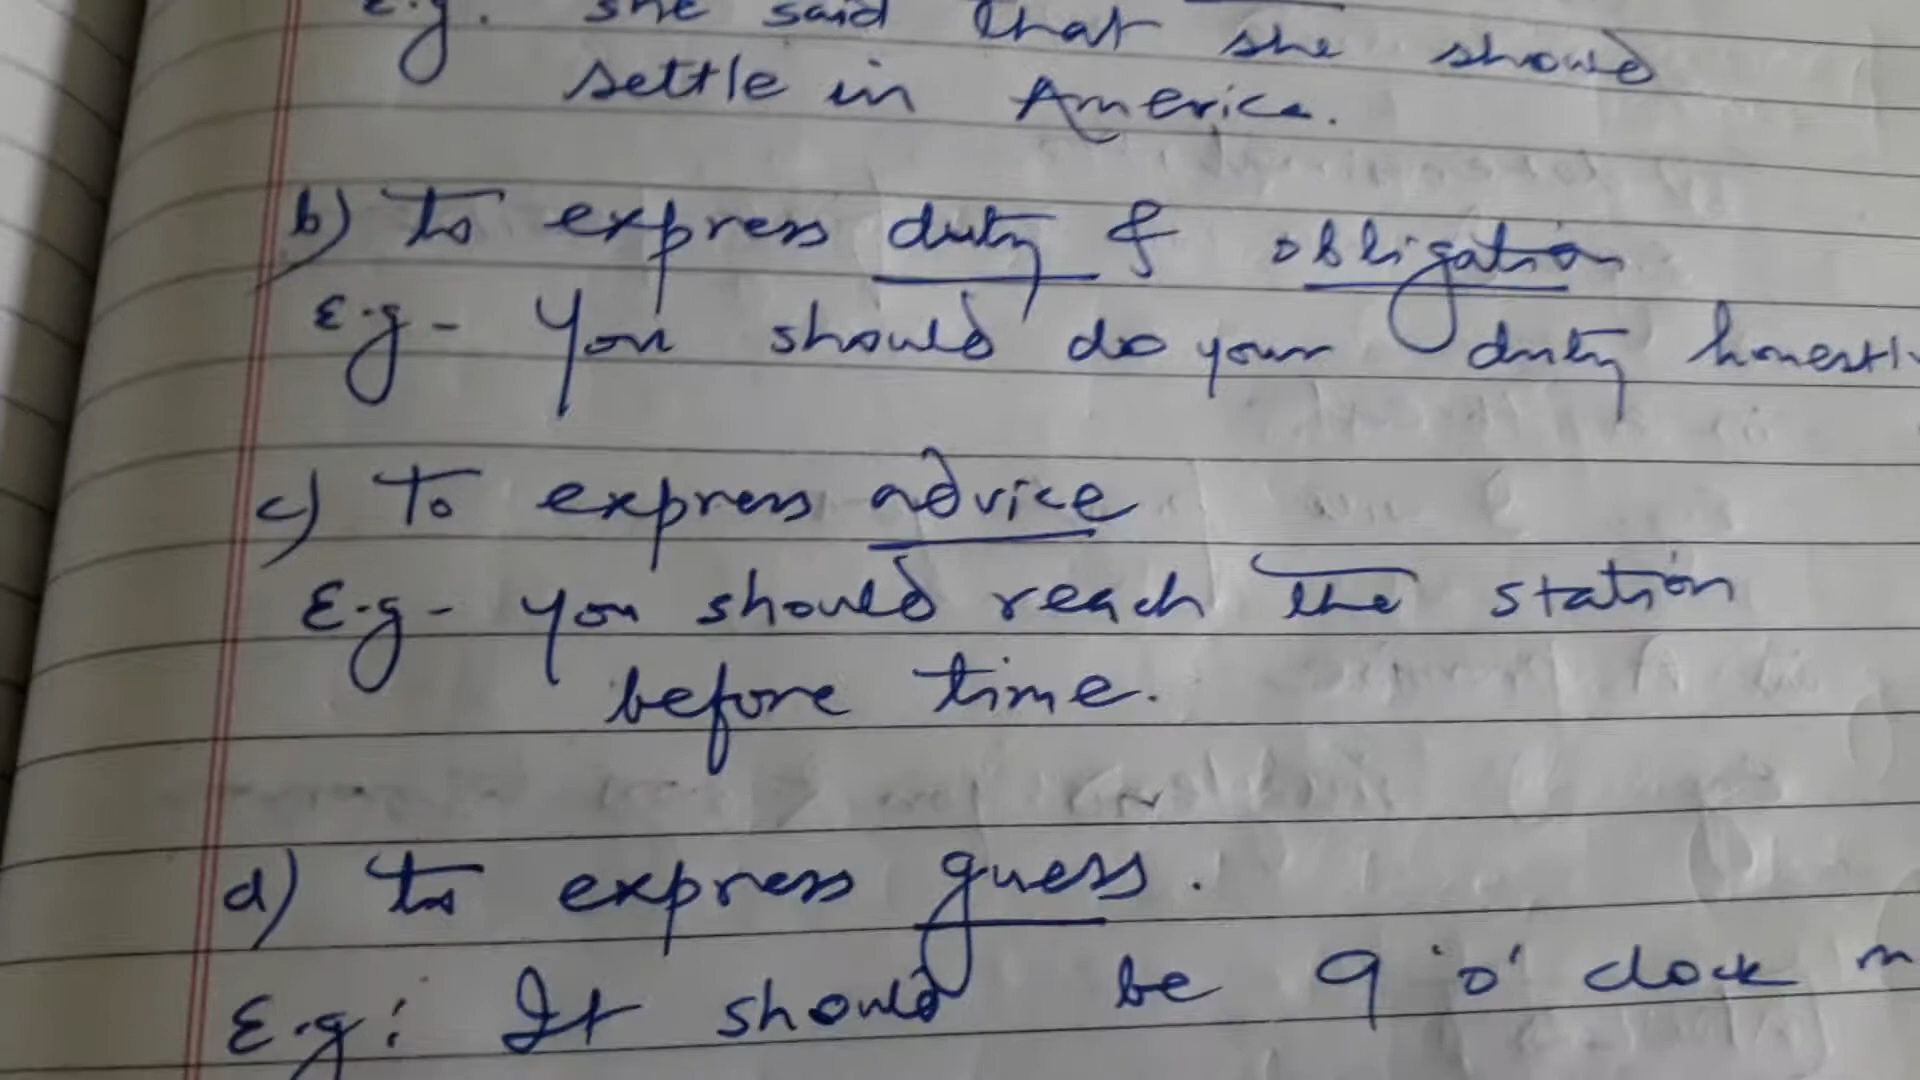 E.g. she said that she should
settle in America.
b) to express duty & obligation
E.g - You should do your duty
c) To express advice
E.g - you should reach the station
before time.
d) to express guess.
E.g: It should be 9 'o' clock